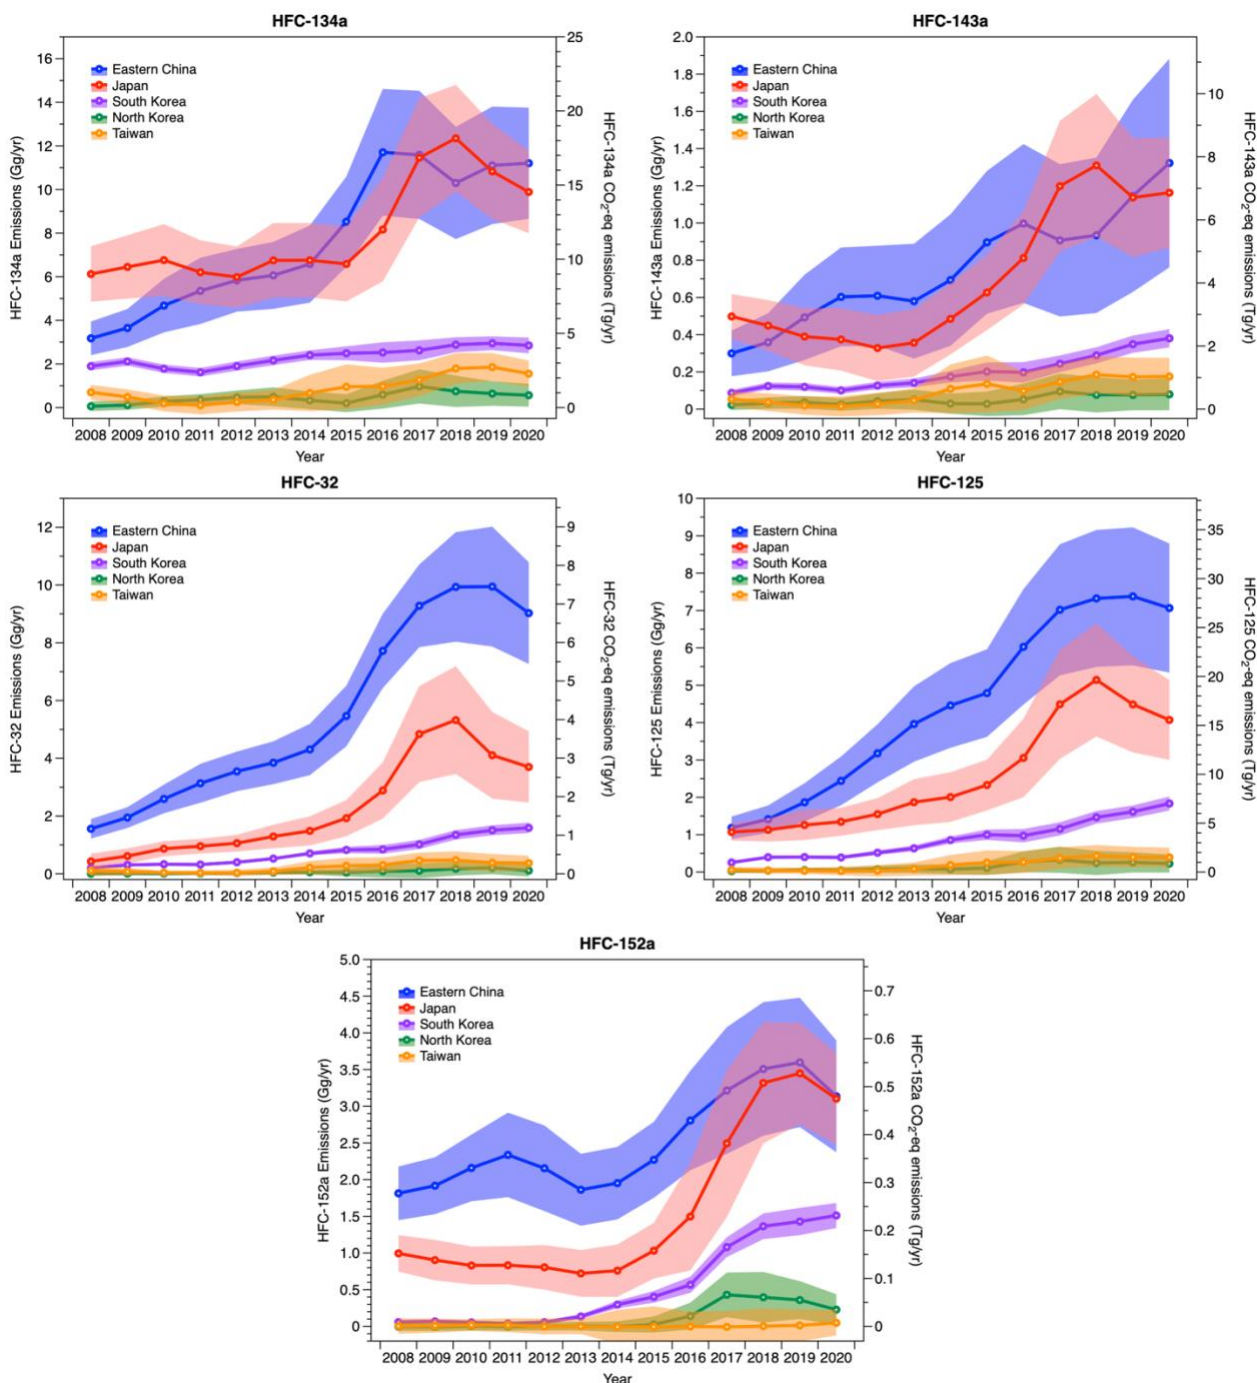 HFC-134a
HFC-134a Emissions (Gg/yr)
16
14
12
10
8
6
4
2
0
Eastern China
Japan
South Korea
North Korea
Taiwan
25
20
15
10
5
0
HFC-134a CO2-eq emissions (Tg/yr)
2008 2009 2010 2011 2012 2013 2014 2015 2016 2017 2018 2019 2020
Year
HFC-143a
HFC-143a Emissions (Gg/yr)
2.0
1.8
1.6
1.4
1.2
1.0
0.8
0.6
0.4
0.2
0
Eastern China
Japan
South Korea
North Korea
Taiwan
10
8
6
4
2
0
HFC-143a CO2-eq emissions (Tg/yr)
2008 2009 2010 2011 2012 2013 2014 2015 2016 2017 2018 2019 2020
Year
HFC-32
HFC-32 Emissions (Gg/yr)
12
10
8
6
4
2
0
Eastern China
Japan
South Korea
North Korea
Taiwan
9
8
7
6
5
4
3
2
1
0
HFC-32 CO2-eq emissions (Tg/yr)
2008 2009 2010 2011 2012 2013 2014 2015 2016 2017 2018 2019 2020
Year
HFC-125
HFC-125 Emissions (Gg/yr)
10
9
8
7
6
5
4
3
2
1
0
Eastern China
Japan
South Korea
North Korea
Taiwan
35
30
25
20
15
10
5
0
HFC-125 CO2-eq emissions (Tg/yr)
2008 2009 2010 2011 2012 2013 2014 2015 2016 2017 2018 2019 2020
Year
HFC-152a
HFC-152a Emissions (Gg/yr)
5.0
4.5
4.0
3.5
3.0
2.5
2.0
1.5
1.0
0.5
0
Eastern China
Japan
South Korea
North Korea
Taiwan
0.7
0.6
0.5
0.4
0.3
0.2
0.1
0
HFC-152a CO2-eq emissions (Tg/yr)
2008 2009 2010 2011 2012 2013 2014 2015 2016 2017 2018 2019 2020
Year